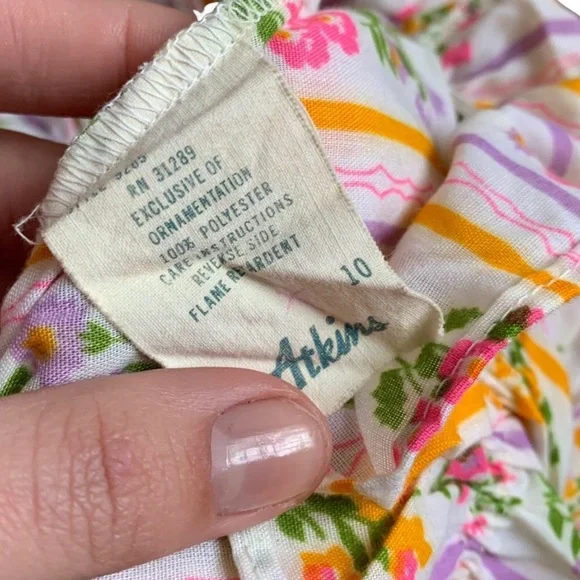 RN 31289
EXCLUSIVE OF
ORNAMENTATION
100% POLYESTER
CARE INSTRUCTIONS
REVERSE SIDE
FLAME RETARDENT
10
Atkins